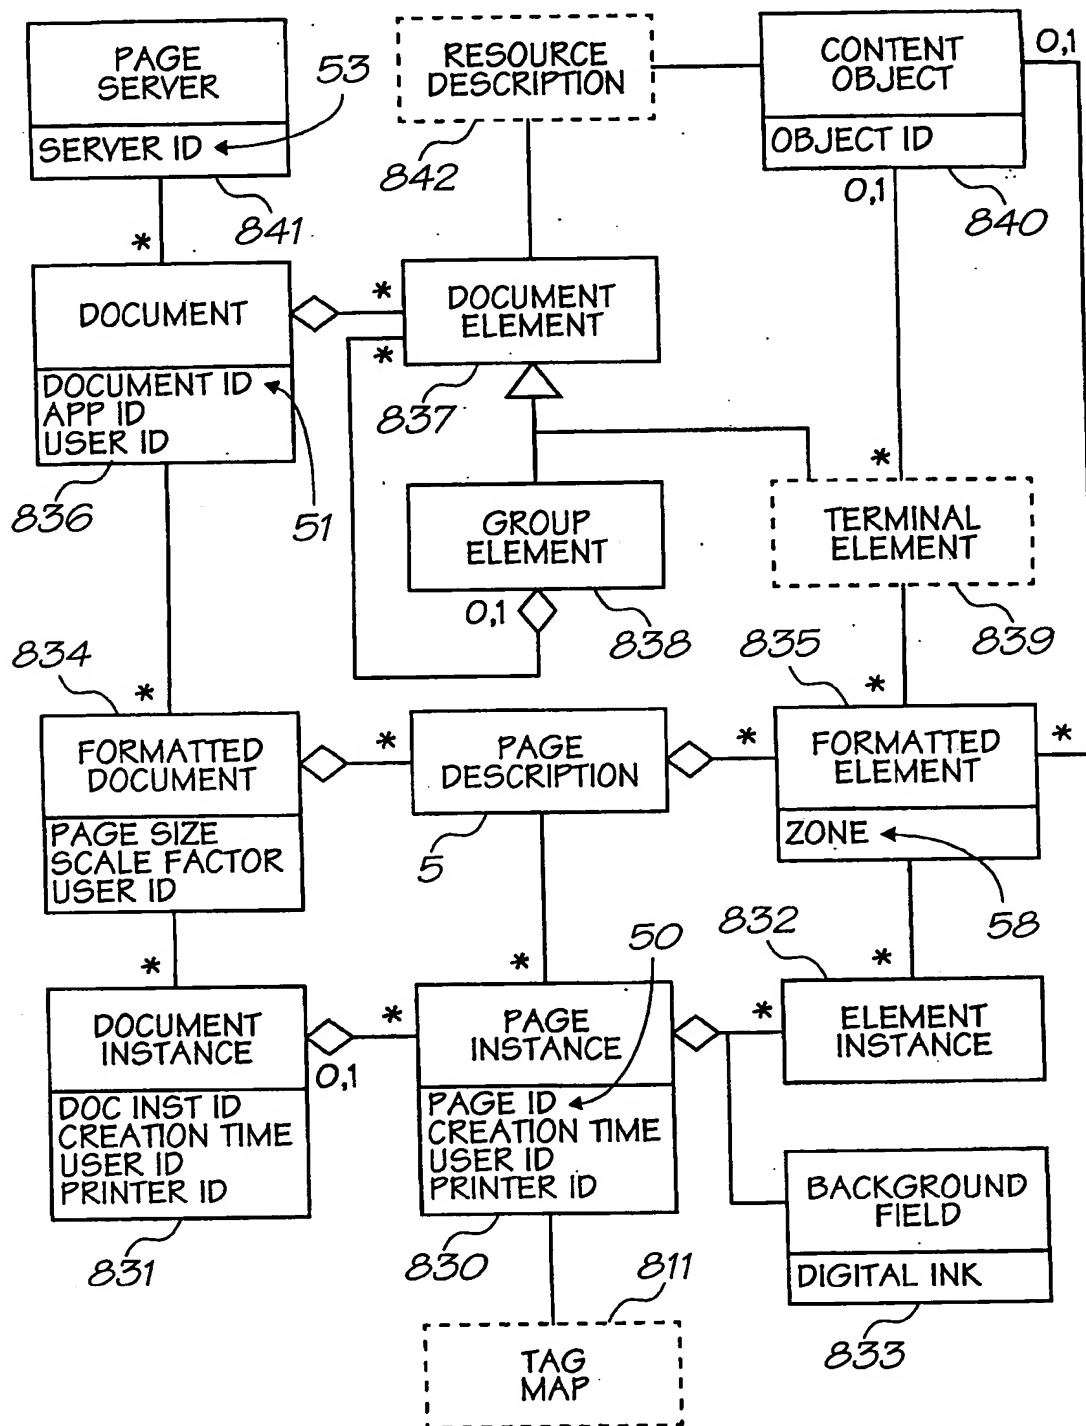 PAGE
SERVER
53
SERVER ID
841
RESOURCE
DESCRIPTION
842
CONTENT
OBJECT
0,1
OBJECT ID
0,1
840
*
DOCUMENT
DOCUMENT ID
APP ID
USER ID
836
51
*
*
DOCUMENT
ELEMENT
837
GROUP
ELEMENT
0,1
838
*
TERMINAL
ELEMENT
839
834
*
FORMATTED
DOCUMENT
PAGE SIZE
SCALE FACTOR
USER ID
*
PAGE
DESCRIPTION
5
835
*
*
*
FORMATTED
ELEMENT
ZONE
58
*
DOCUMENT
INSTANCE
0,1
DOC INST ID
CREATION TIME
USER ID
PRINTER ID
831
*
*
50
PAGE
INSTANCE
PAGE ID
CREATION TIME
USER ID
PRINTER ID
830
832
*
*
ELEMENT
INSTANCE
BACKGROUND
FIELD
DIGITAL INK
833
811
TAG
MAP